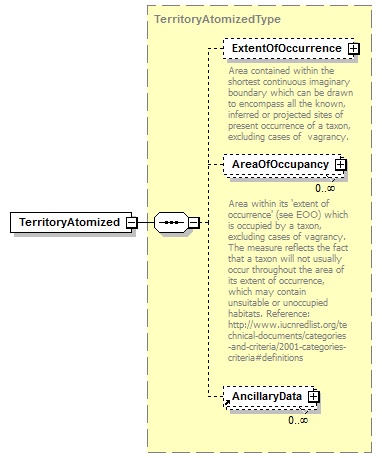 TerritoryAtomizedType
ExtentOfOccurrence
Area contained within the
shortest continuous imaginary
boundary which can be drawn
to encompass all the known,
inferred or projected sites of
present occurrence of a taxon,
excluding cases of vagrancy.
AreaOfOccupancy
0..∞
Area within its 'extent of
occurrence' (see EOO) which
is occupied by a taxon,
excluding cases of vagrancy.
The measure reflects the fact
that a taxon will not usually
occur throughout the area of
its extent of occurrence,
which may contain
unsuitable or unoccupied
habitats. Reference:
http://www.iucnredlist.org/te
chnical-documents/categories
-and-criteria/2001-categories-
criteria#definitions
TerritoryAtomized
AncillaryData
0..∞